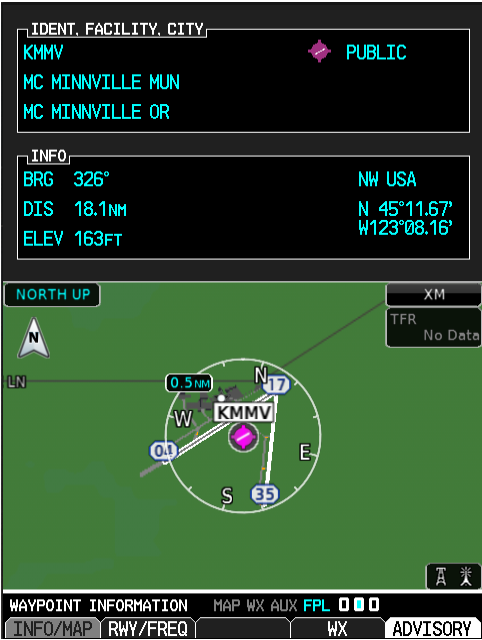 IDENT, FACILITY, CITY
KMMV PUBLIC
MC MINNVILLE MUN
MC MINNVILLE OR
INFO
BRG 326° NW USA
DIS 18.1NM N 45°11.67'
W123°08.16'
ELEV 163FT
NORTH UP
XM
TFR
No Data
N
LN
0.5NM
N
17
W
KMMV
04
E
S
35
WAYPOINT INFORMATION MAP WX AUX FPL
INFO/MAP RWY/FREQ WX ADVISORY